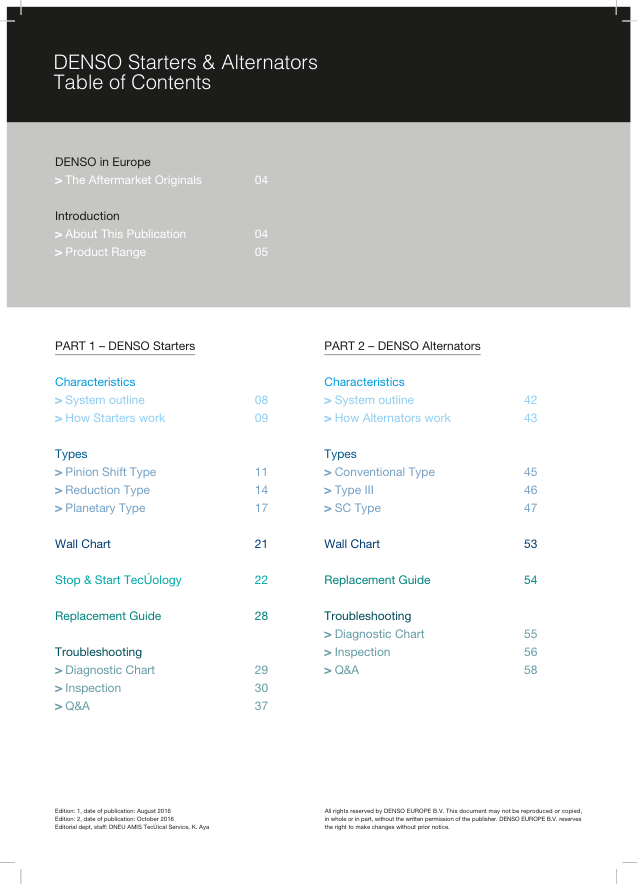 DENSO Starters & Alternators
Table of Contents
DENSO in Europe
> The Aftermarket Originals 04
Introduction
> About This Publication 04
> Product Range 05
PART 1 – DENSO Starters
Characteristics
> System outline 08
> How Starters work 09
Types
> Pinion Shift Type 11
> Reduction Type 14
> Planetary Type 17
Wall Chart 21
Stop & Start TecÚology 22
Replacement Guide 28
Troubleshooting
> Diagnostic Chart 29
> Inspection 30
> Q&A 37
PART 2 – DENSO Alternators
Characteristics
> System outline 42
> How Alternators work 43
Types
> Conventional Type 45
> Type III 46
> SC Type 47
Wall Chart 53
Replacement Guide 54
Troubleshooting
> Diagnostic Chart 55
> Inspection 56
> Q&A 58
Edition: 1, date of publication: August 2016
Edition: 2, date of publication: October 2016
Editorial dept, staff: DNEU AMIS TecÚical Service, K. Aya
All rights reserved by DENSO EUROPE B.V. This document may not be reproduced or copied,
in whole or in part, without the written permission of the publisher. DENSO EUROPE B.V. reserves
the right to make changes without prior notice.